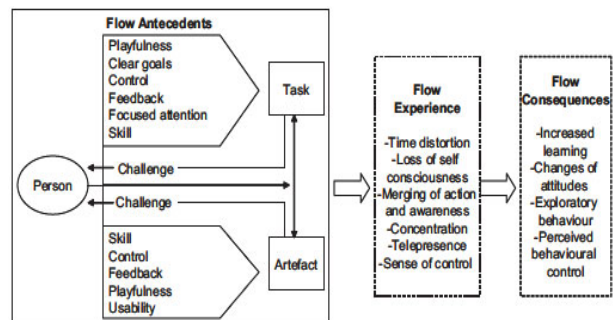 Flow Antecedents
Playfulness
Clear goals
Control
Feedback
Focused attention
Skill
Task
Challenge
Person
Challenge
Skill
Control
Feedback
Playfulness
Usability
Artefact
Flow
Experience
-Time distortion
-Loss of self
consciousness
-Merging of action
and awareness
-Concentration
-Telepresence
-Sense of control
Flow
Consequences
-Increased
learning
-Changes of
attitudes
-Exploratory
behaviour
-Perceived
behavioural
control